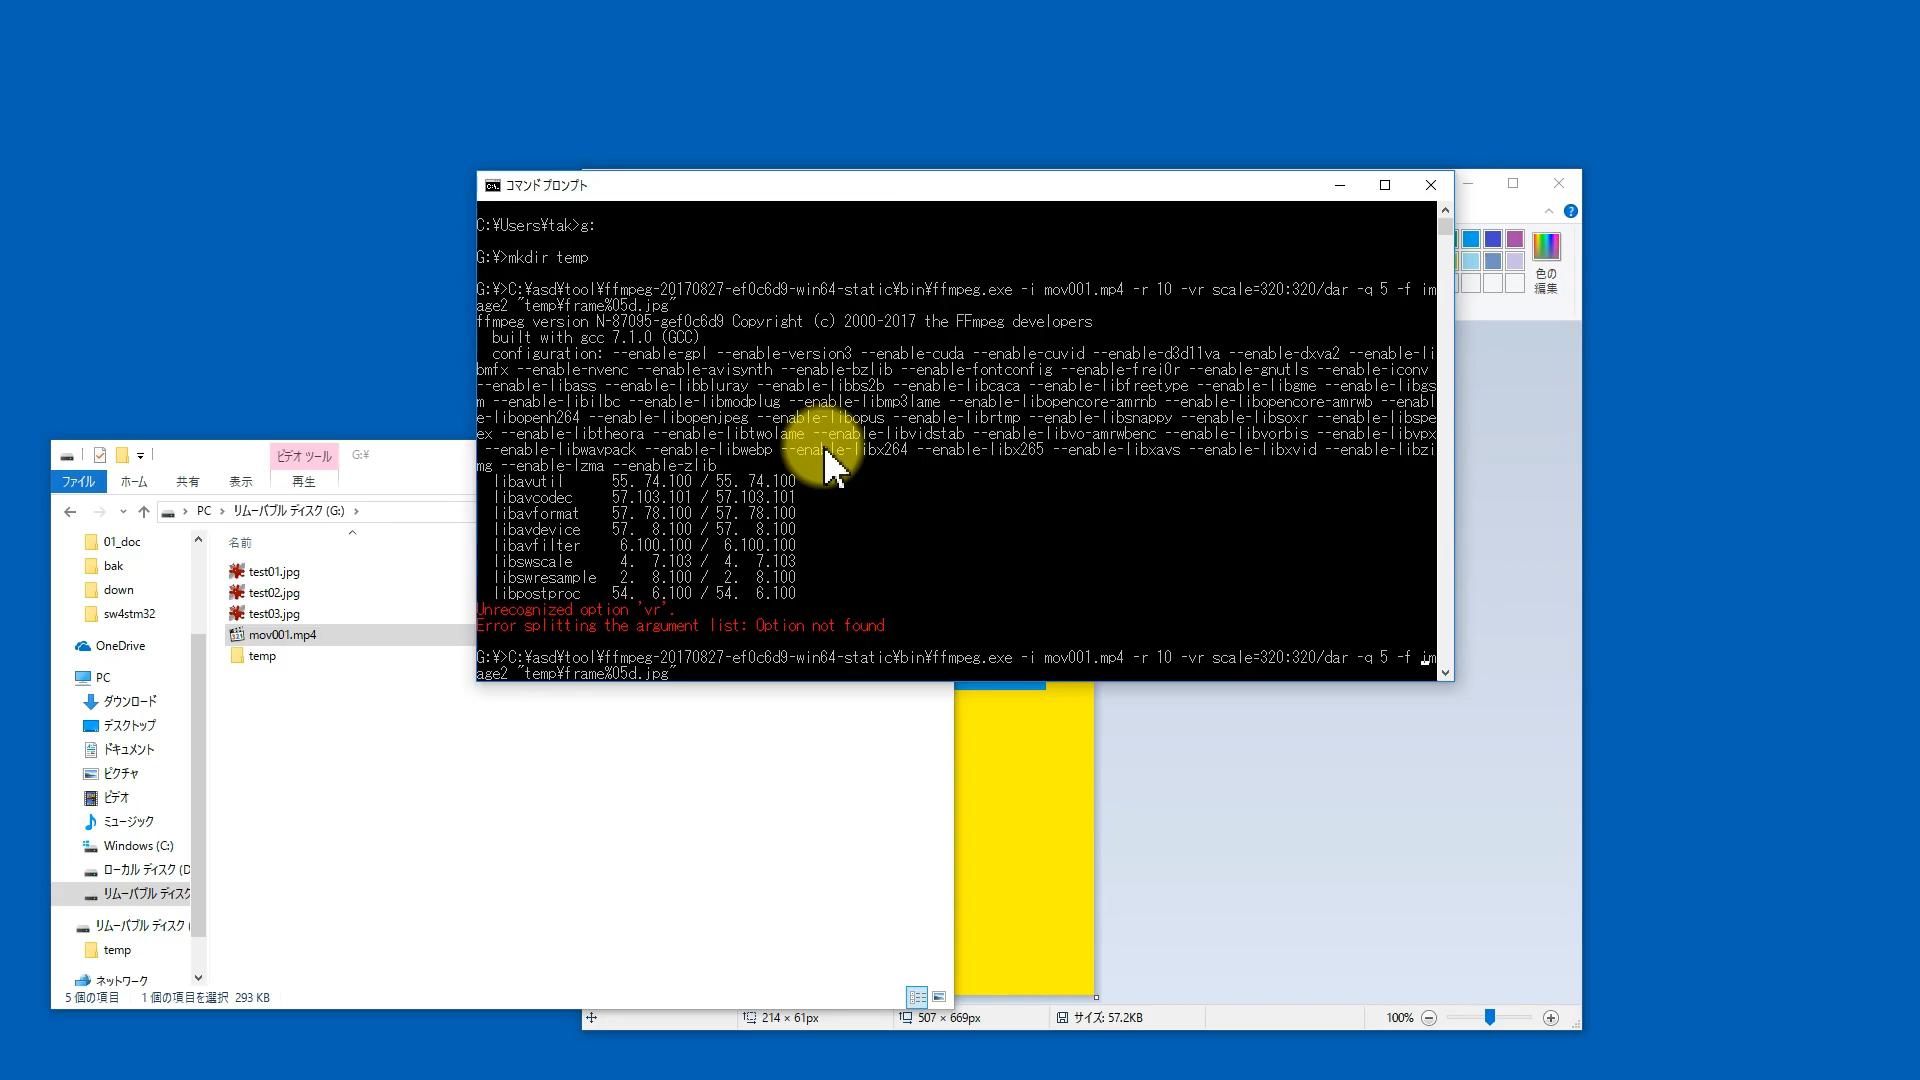 コマンド プロンプト
C:¥Users¥tak>g:
G:¥>mkdir temp
G:¥>C:¥asd¥tool¥ffmpeg-20170827-ef0c6d9-win64-static¥bin¥ffmpeg.exe -i mov001.mp4 -r 10 -vr scale=320:320/dar -q 5 -f im
age2 "temp¥frame%05d.jpg"
ffmpeg version N-87095-gef0c6d9 Copyright (c) 2000-2017 the FFmpeg developers
built with gcc 7.1.0 (GCC)
configuration: --enable-gpl --enable-version3 --enable-cuda --enable-cuvid --enable-d3d11va --enable-dxva2 --enable-li
bmfx --enable-nvenc --enable-avisynth --enable-bzlib --enable-fontconfig --enable-frei0r --enable-gnutls --enable-iconv
--enable-libass --enable-libbluray --enable-libbs2b --enable-libcaca --enable-libfreetype --enable-libgme --enable-libgs
m --enable-libilbc --enable-libmodplug --enable-libmp3lame --enable-libopencore-amrnb --enable-libopencore-amrwb --enabl
e-libopenh264 --enable-libopenjpeg --enable-libopus --enable-librtmp --enable-libsnappy --enable-libsoxr --enable-libspe
ex --enable-libtheora --enable-libtwolame --enable-libvidstab --enable-libvo-amrwbenc --enable-libvorbis --enable-libvpx
--enable-libwavpack --enable-libwebp --enable-libx264 --enable-libx265 --enable-libxavs --enable-libxvid --enable-libzi
mg --enable-lzma --enable-zlib
libavutil 55. 74.100 / 55. 74.100
libavcodec 57.103.101 / 57.103.101
libavformat 57. 78.100 / 57. 78.100
libavdevice 57. 8.100 / 57. 8.100
libavfilter 6.100.100 / 6.100.100
libswscale 4. 7.103 / 4. 7.103
libswresample 2. 8.100 / 2. 8.100
libpostproc 54. 6.100 / 54. 6.100
Unrecognized option 'vr'.
Error splitting the argument list: Option not found
G:¥>C:¥asd¥tool¥ffmpeg-20170827-ef0c6d9-win64-static¥bin¥ffmpeg.exe -i mov001.mp4 -r 10 -vr scale=320:320/dar -q 5 -f im
age2 "temp¥frame%05d.jpg"
色の
編集
ビデオ ツール
G:¥
ファイル
ホーム
共有
表示
再生
PC
リムーバブル ディスク (G:)
01_doc
bak
down
sw4stm32
OneDrive
PC
ダウンロード
デスクトップ
ドキュメント
ピクチャ
ビデオ
ミュージック
Windows (C:)
ローカル ディスク (D
リムーバブル ディスク
リムーバブル ディスク (
temp
ネットワーク
名前
test01.jpg
test02.jpg
test03.jpg
mov001.mp4
temp
5 個の項目
1 個の項目を選択 293 KB
214 × 61px
507 × 669px
サイズ: 57.2KB
100%